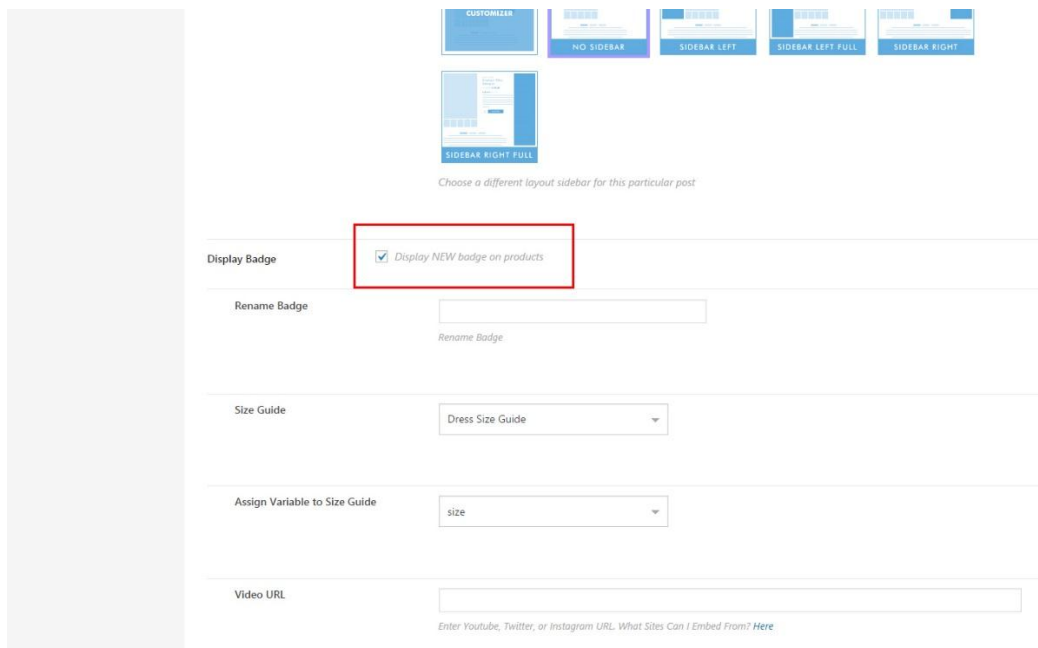 CUSTOMIZER
NO SIDEBAR
SIDEBAR LEFT
SIDEBAR LEFT FULL
SIDEBAR RIGHT
SIDEBAR RIGHT FULL
Choose a different layout sidebar for this particular post
Display Badge
Display NEW badge on products
Rename Badge
Rename Badge
Size Guide
Dress Size Guide
Assign Variable to Size Guide
size
Video URL
Enter Youtube, Twitter, or Instagram URL. What Sites Can I Embed From? Here